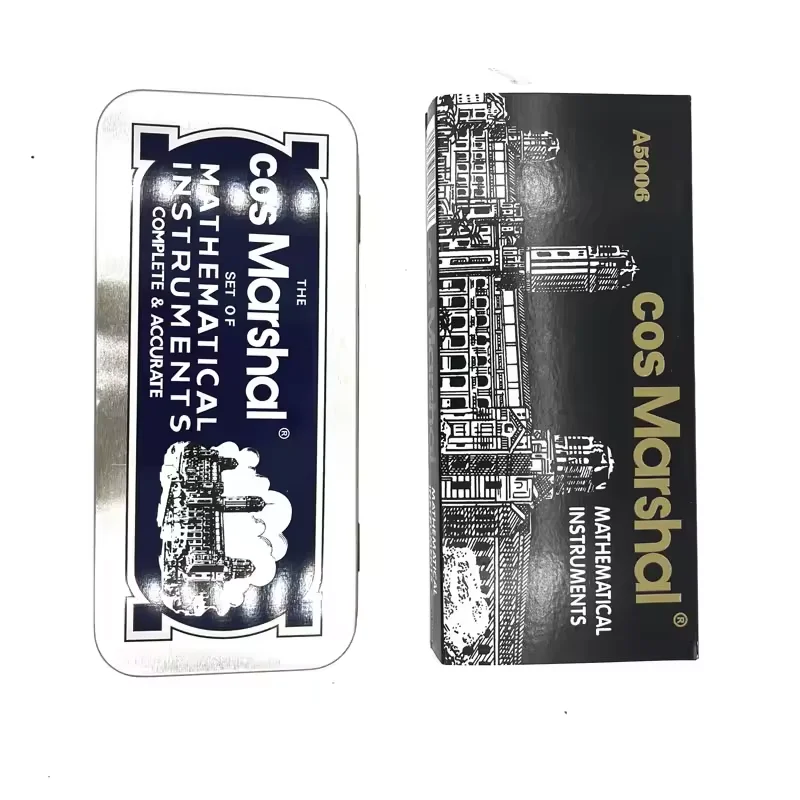 THE
cos Marshal ®
SET OF
MATHEMATICAL
INSTRUMENTS
COMPLETE & ACCURATE
A5006
cos Marshal ®
MATHEMATICAL
INSTRUMENTS